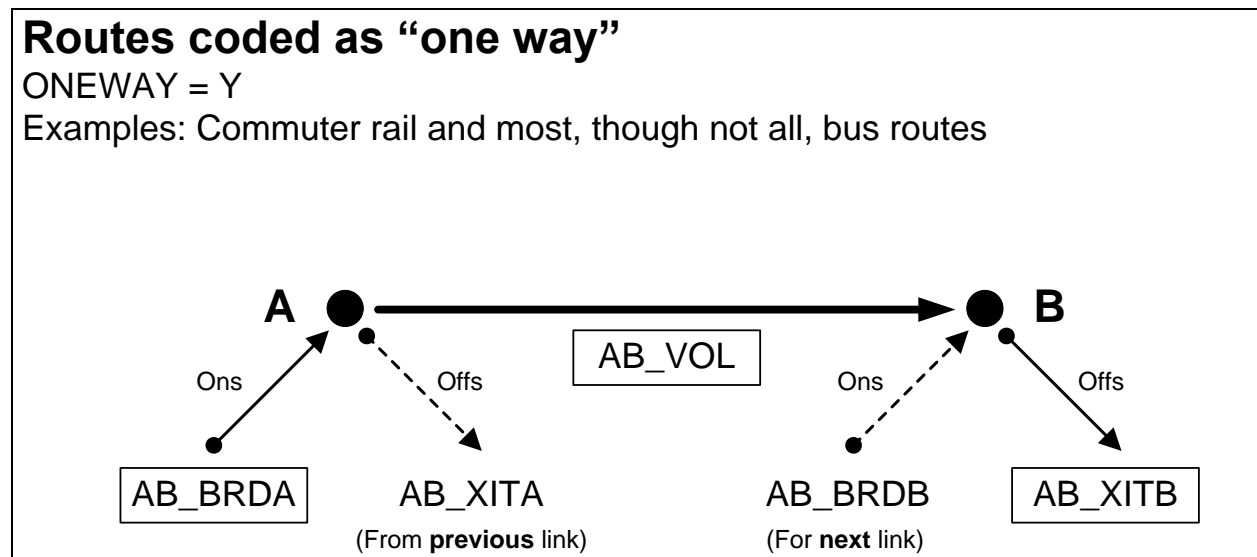 Routes coded as “one way”
ONEWAY = Y
Examples: Commuter rail and most, though not all, bus routes
A
B
AB_VOL
Ons
Offs
Ons
Offs
AB_BRDA
AB_XITA
AB_BRDB
AB_XITB
(From previous link)
(For next link)